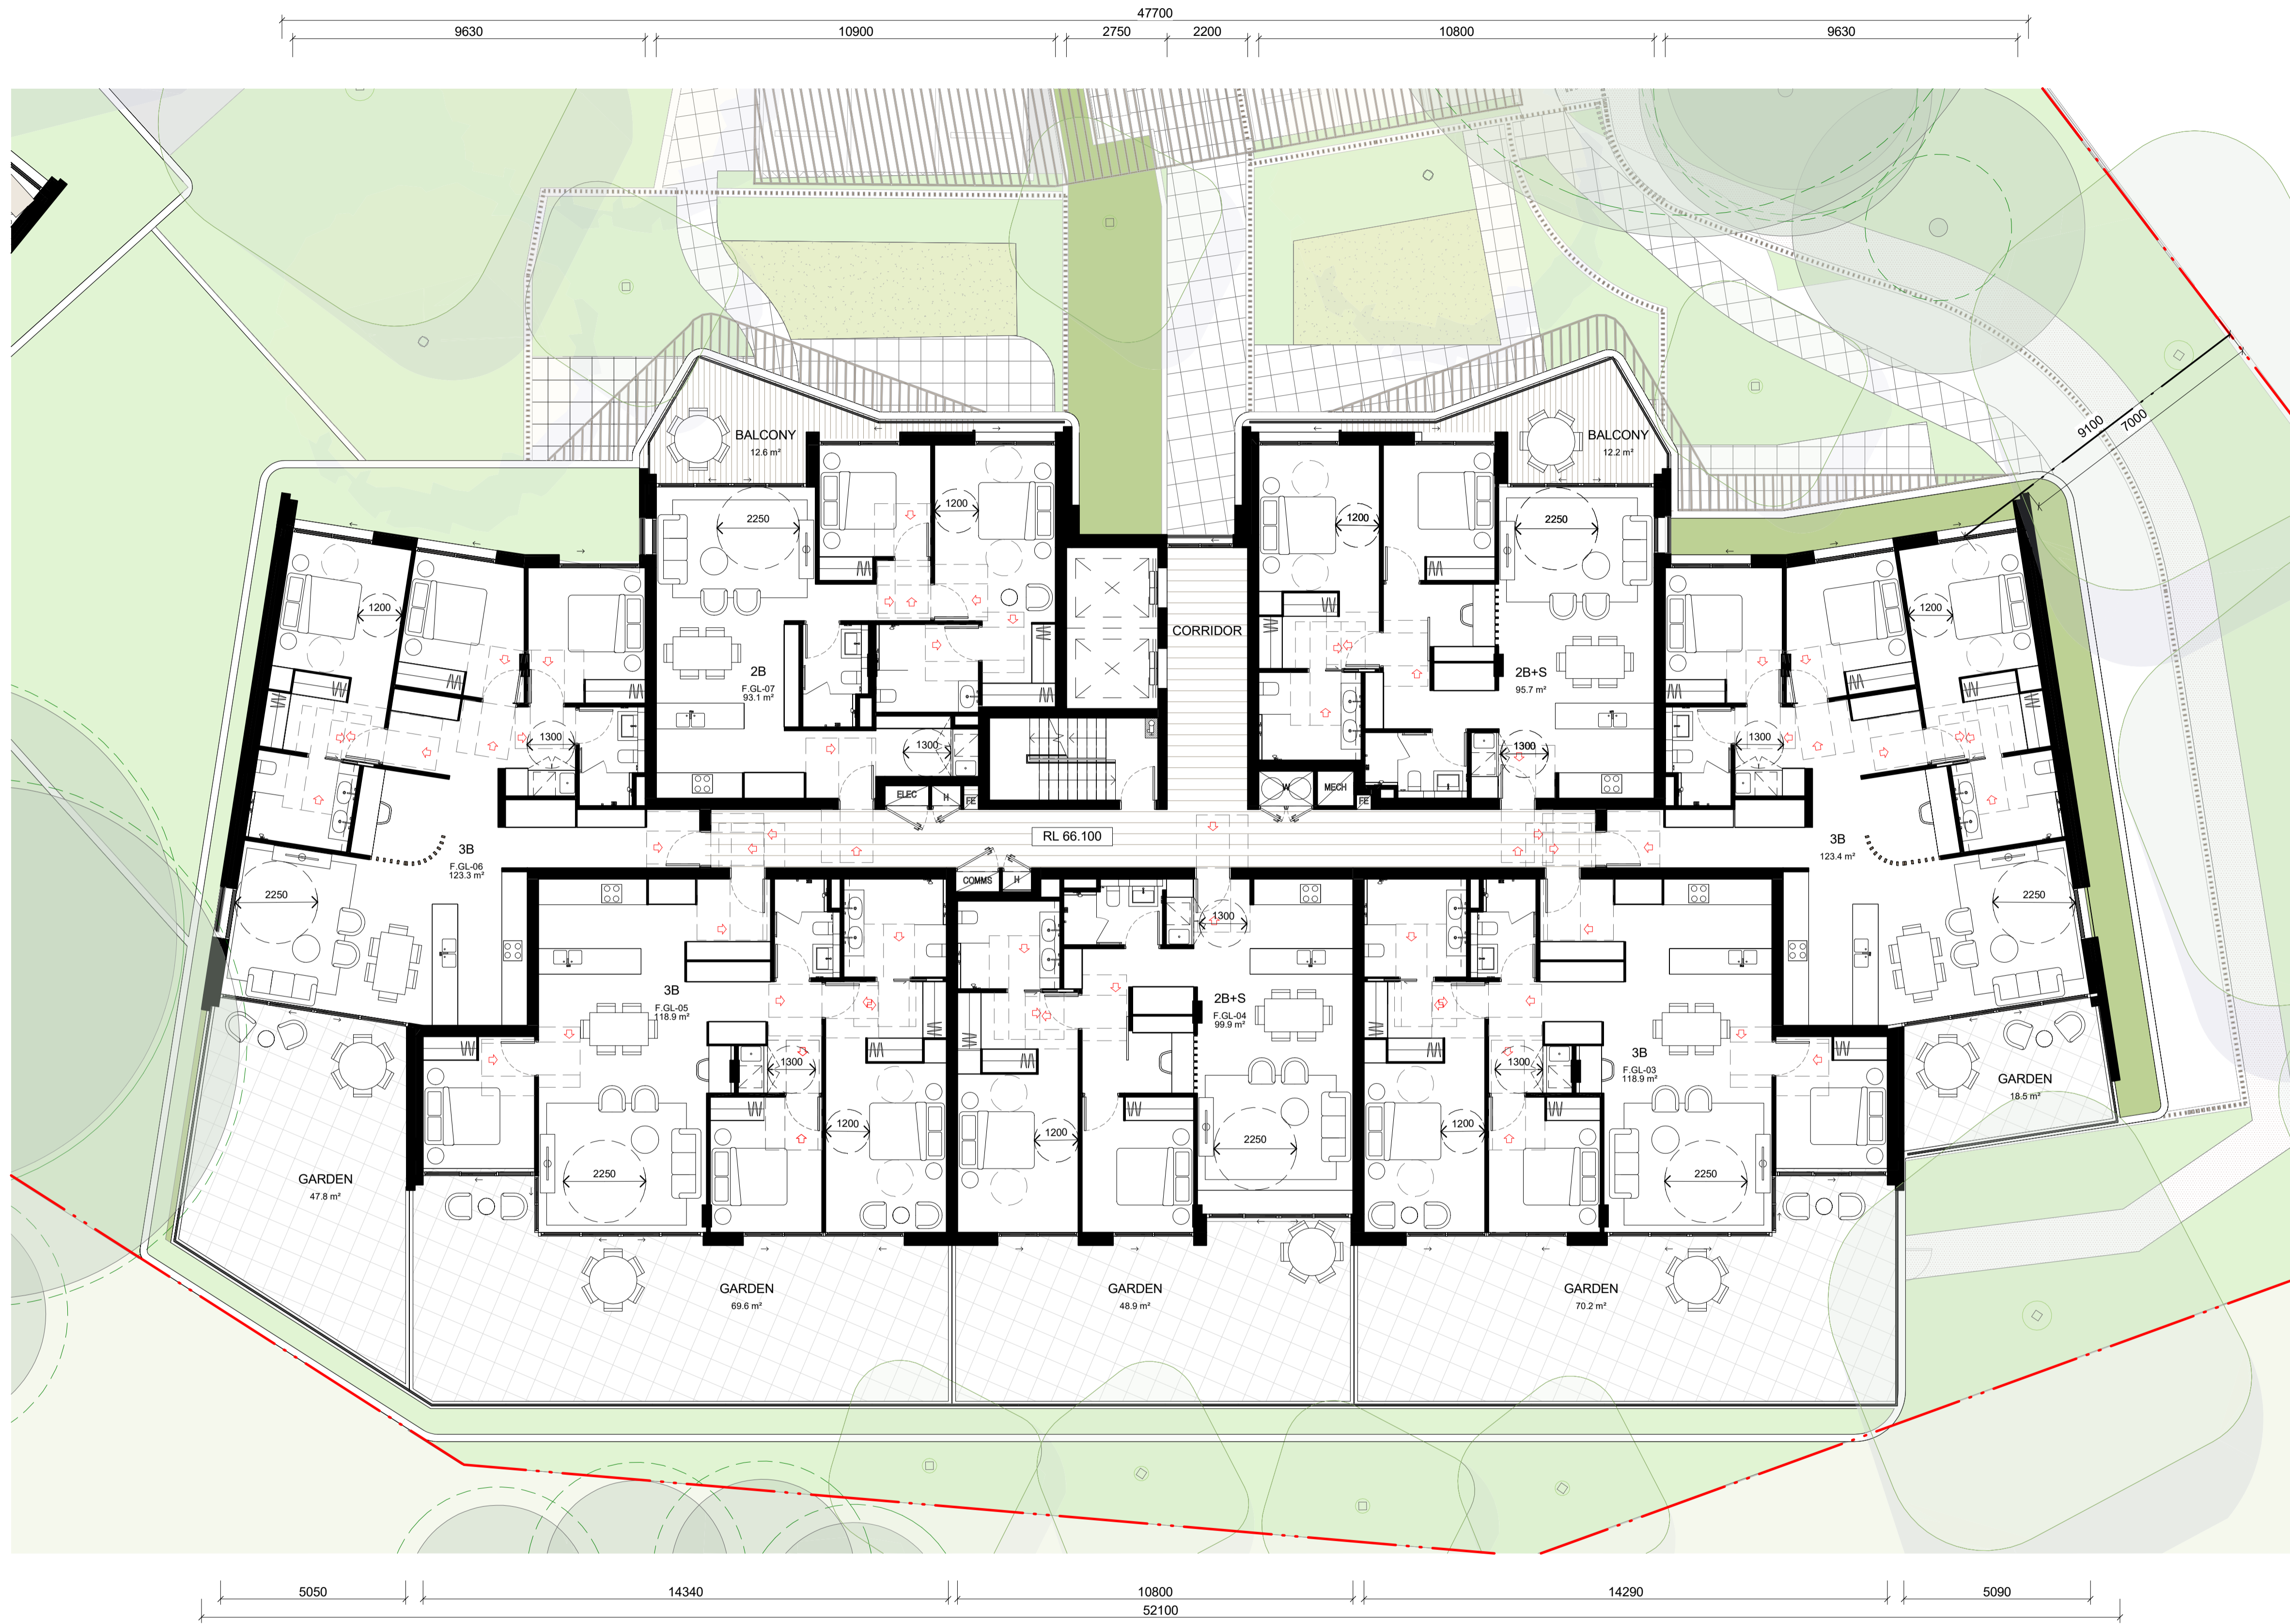 47700
9630
10900
2750
2200
10800
9630
9100
7000
BALCONY
12.6 m²
BALCONY
12.2 m²
2250
1200
1200
2250
1200
1200
CORRIDOR
2B
F.GL-07
93.1 m²
2B+S
95.7 m²
1300
1300
1300
1300
ELEC
H
FE
W
MECH
FE
RL 66.100
3B
F.GL-06
123.3 m²
3B
123.4 m²
COMMS
H
2250
1300
2250
3B
F.GL-05
118.9 m²
2B+S
F.GL-04
99.9 m²
3B
F.GL-03
118.9 m²
1300
1300
GARDEN
18.5 m²
1200
1200
1200
2250
2250
2250
GARDEN
47.8 m²
GARDEN
69.6 m²
GARDEN
48.9 m²
GARDEN
70.2 m²
5050
14340
10800
14290
5090
52100